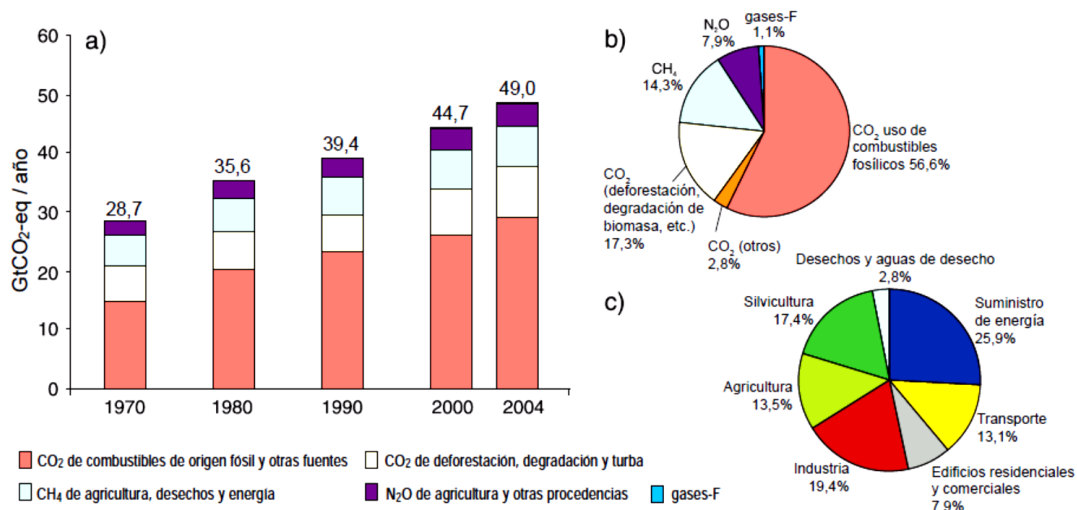 a)
GtCO₂-eq / año
60
50
40
30
20
10
0
28,7
35,6
39,4
44,7
49,0
1970
1980
1990
2000
2004
CO₂ de combustibles de origen fósil y otras fuentes
CO₂ de deforestación, degradación y turba
CH₄ de agricultura, desechos y energía
N₂O de agricultura y otras procedencias
gases-F
b)
gases-F
1,1%
N₂O
7,9%
CH₄
14,3%
CO₂ uso de
combustibles
fosílicos 56,6%
CO₂
(deforestación,
degradación de
biomasa, etc.)
17,3%
CO₂ (otros)
2,8%
c)
Desechos y aguas de desecho
2,8%
Silvicultura
17,4%
Suministro
de energía
25,9%
Agricultura
13,5%
Transporte
13,1%
Industria
19,4%
Edificios residenciales
y comerciales
7,9%